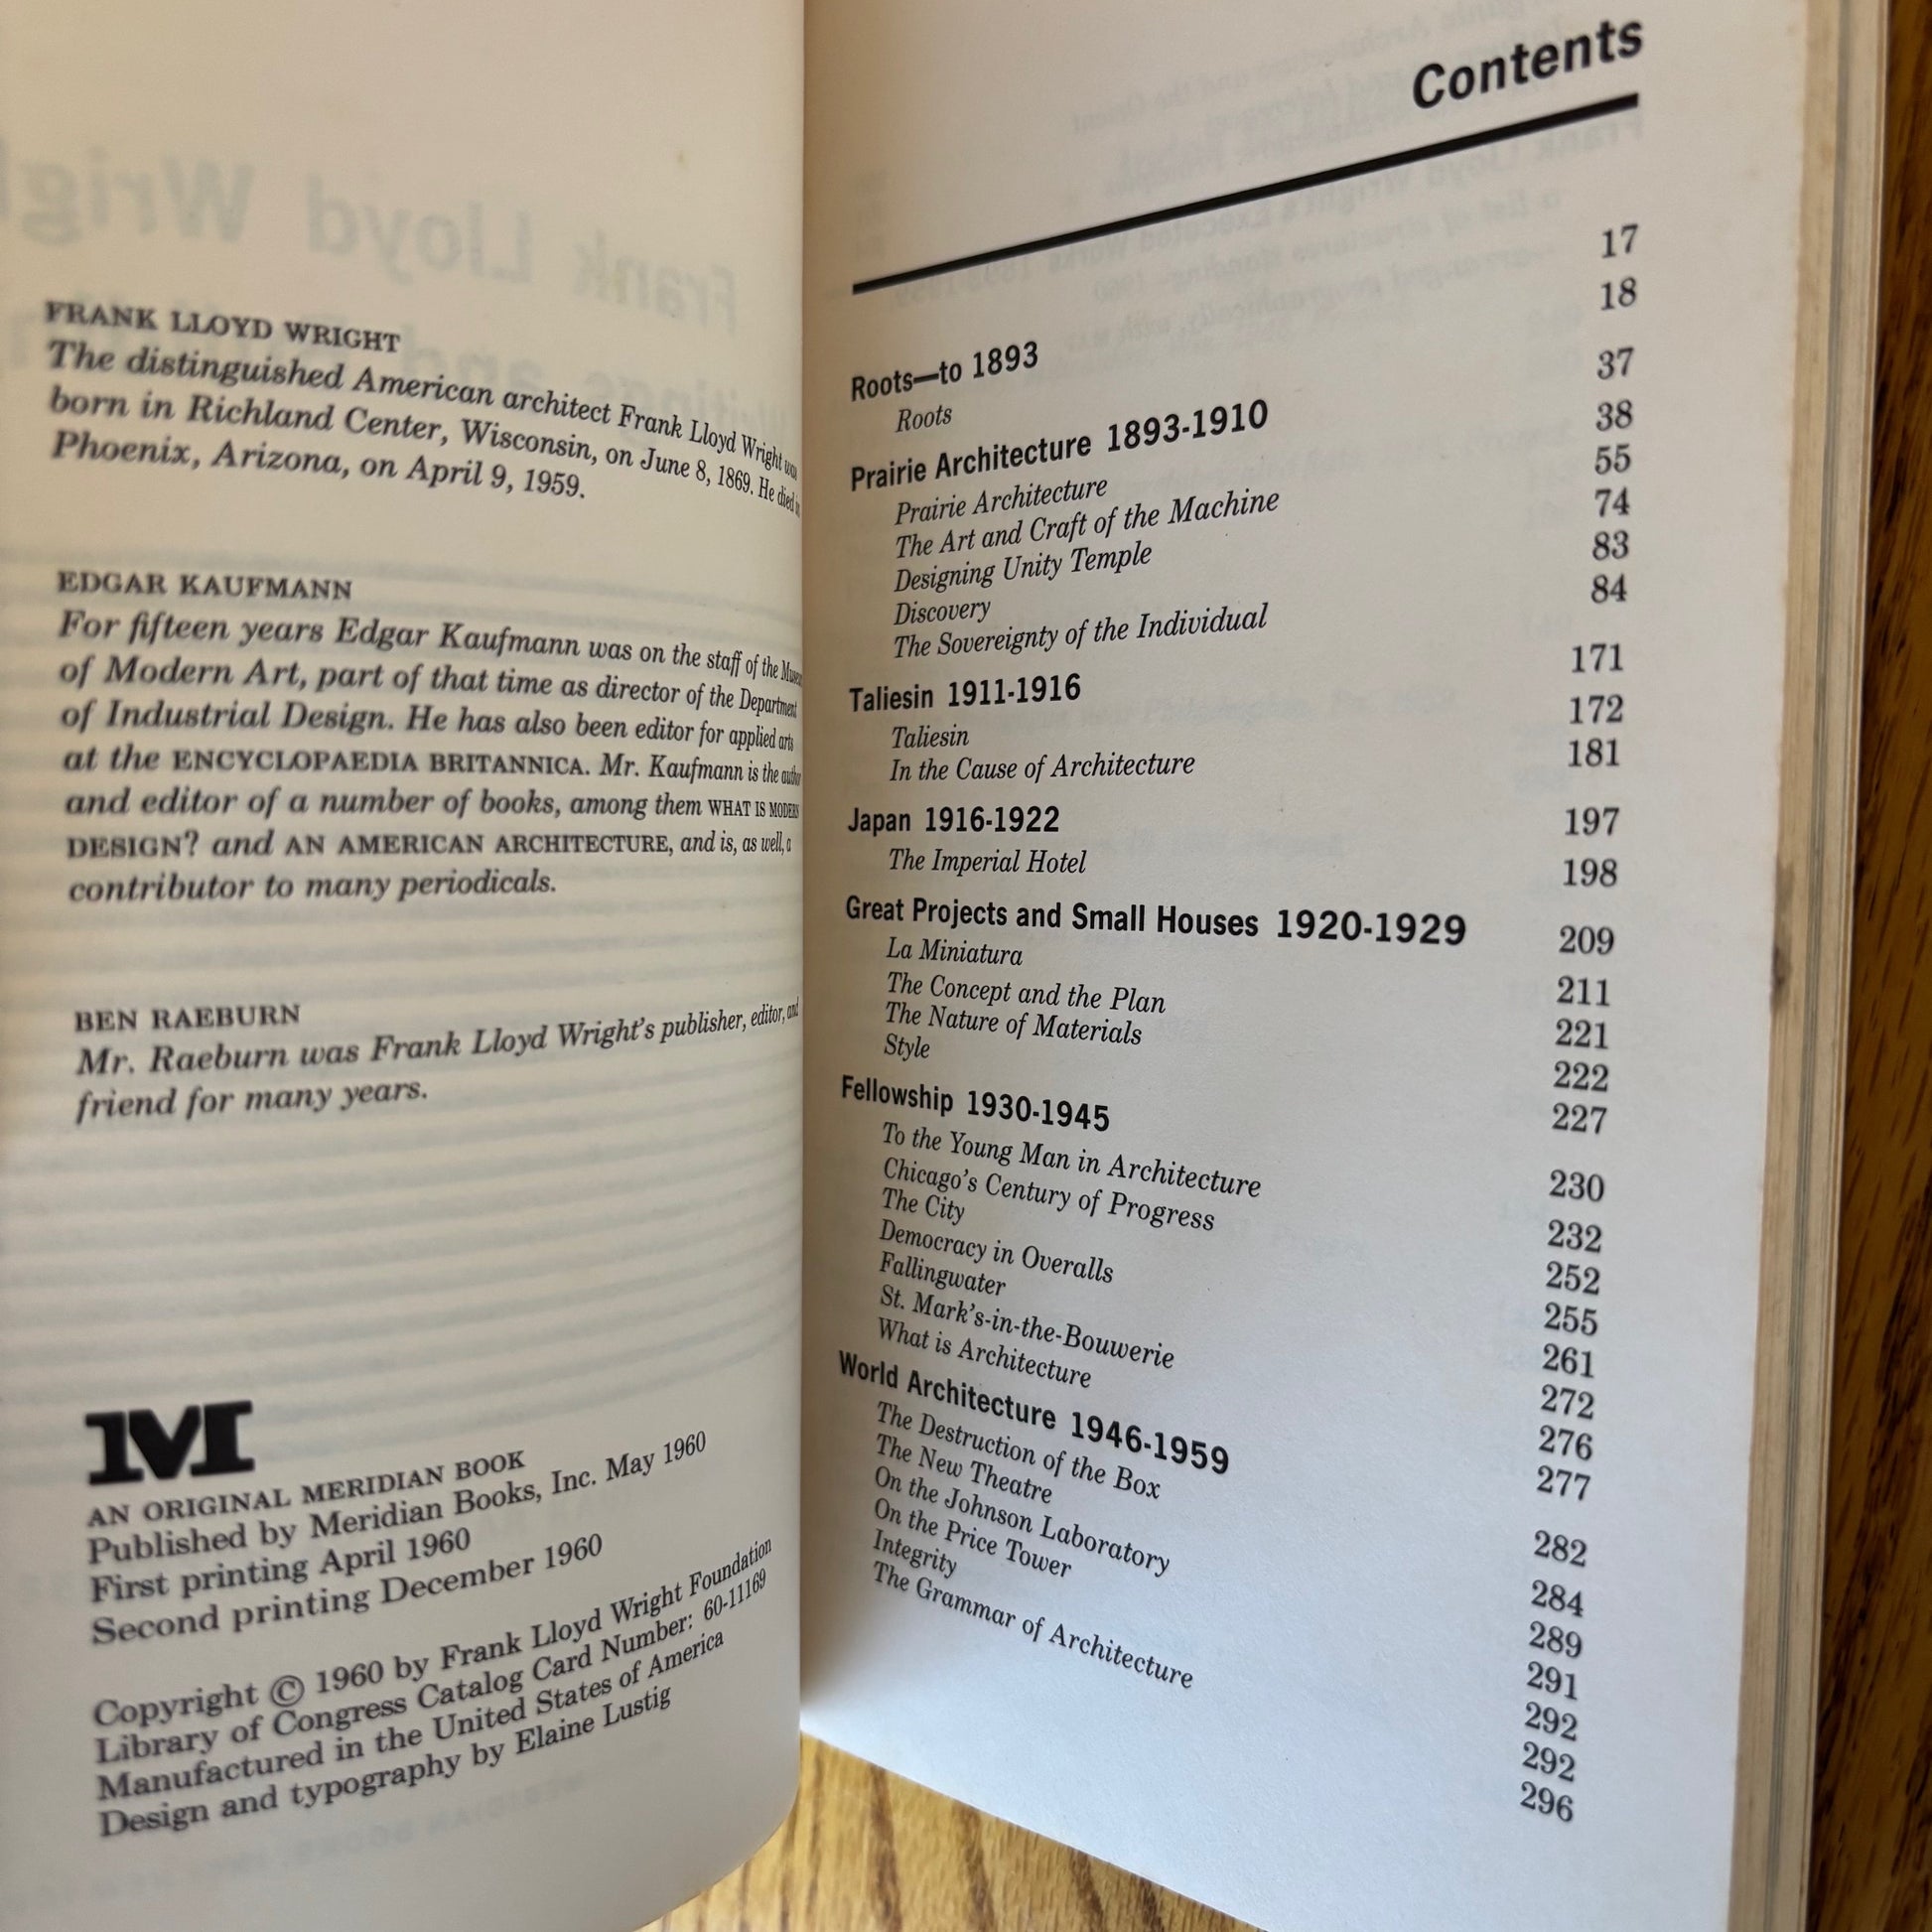 FRANK LLOYD WRIGHT
The distinguished American architect Frank Lloyd Wright was
born in Richland Center, Wisconsin, on June 8, 1869. He died in
Phoenix, Arizona, on April 9, 1959.
EDGAR KAUFMANN
For fifteen years Edgar Kaufmann was on the staff of the
of Modern Art, part of that time as director of the Department
of Industrial Design. He has also been editor for applied arts
at the ENCYCLOPAEDIA BRITANNICA. Mr. Kaufmann is the author
and editor of a number of books, among them WHAT IS MODERN
DESIGN? and AN AMERICAN ARCHITECTURE, and is, as well, a
contributor to many periodicals.
BEN RAEBURN
Mr. Raeburn was Frank Lloyd Wright's publisher, editor, and
friend for many years.
M
AN ORIGINAL MERIDIAN BOOK
Published by Meridian Books, Inc. May 1960
First printing April 1960
Second printing December 1960
Copyright © 1960 by Frank Lloyd Wright Foundation
Library of Congress Catalog Card Number: 60-11169
Manufactured in the United States of America
Design and typography by Elaine Lustig
Contents
Roots—to 1893 17
Roots 18
Prairie Architecture 1893-1910 37
Prairie Architecture 38
The Art and Craft of the Machine 55
Designing Unity Temple 74
Discovery 83
The Sovereignty of the Individual 84
Taliesin 1911-1916 171
Taliesin 172
In the Cause of Architecture 181
Japan 1916-1922 197
The Imperial Hotel 198
Great Projects and Small Houses 1920-1929 209
La Miniatura 211
The Concept and the Plan 221
The Nature of Materials 222
Style 227
Fellowship 1930-1945 230
To the Young Man in Architecture 232
Chicago's Century of Progress 252
The City 255
Democracy in Overalls 261
Fallingwater 272
St. Mark's-in-the-Bouwerie 276
What is Architecture 277
World Architecture 1946-1959 282
The Destruction of the Box 284
The New Theatre 289
On the Johnson Laboratory 291
On the Price Tower 292
Integrity 292
The Grammar of Architecture 296